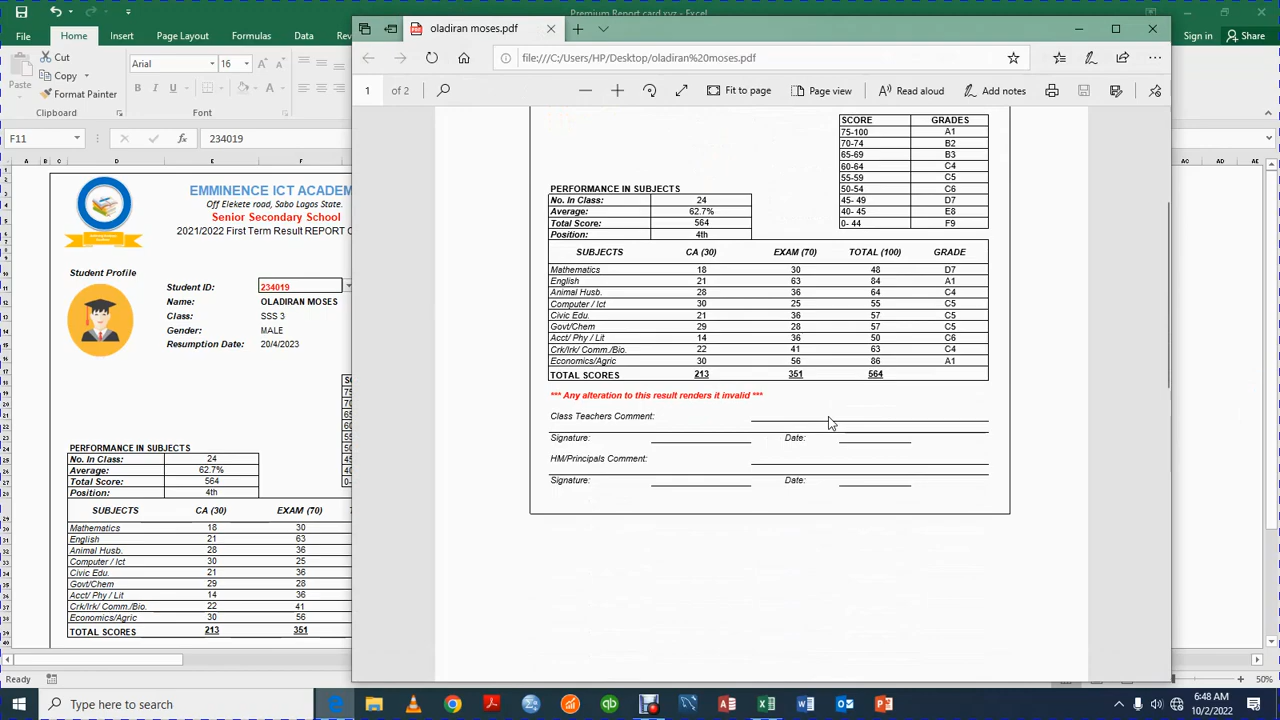 Premium Report card.xyz - Excel
File Home Insert Page Layout Formulas Data
Sign in Share
Cut
Copy
Format Painter
Paste
Clipboard
Arial 16
B I U
Font
F11 234019
EMMINENCE ICT ACADE
Off Elekete road, Sabo Lagos State.
Senior Secondary School
2021/2022 First Term Result REPORT C
Student Profile
Student ID: 234019
Name: OLADIRAN MOSES
Class: SSS 3
Gender: MALE
Resumption Date: 20/4/2023
PERFORMANCE IN SUBJECTS
No. In Class: 24
Average: 62.7%
Total Score: 564
Position: 4th
SUBJECTS CA (30) EXAM (70)
Mathematics 18 30
English 21 63
Animal Husb. 28 36
Computer / Ict 30 25
Civic Edu. 21 36
Govt/Chem 29 28
Acct/ Phy / Lit 14 36
Crk/Irk/ Comm./Bio. 22 41
Economics/Agric 30 56
TOTAL SCORES 213 351
Ready
50%
oladiran moses.pdf
file:///C:/Users/HP/Desktop/oladiran%20moses.pdf
1 of 2 Fit to page Page view Read aloud Add notes
SCORE GRADES
75-100 A1
70-74 B2
65-69 B3
60-64 C4
55-59 C5
50-54 C6
45- 49 D7
40- 45 E8
0- 44 F9
PERFORMANCE IN SUBJECTS
No. In Class: 24
Average: 62.7%
Total Score: 564
Position: 4th
SUBJECTS CA (30) EXAM (70) TOTAL (100) GRADE
Mathematics 18 30 48 D7
English 21 63 84 A1
Animal Husb. 28 36 64 C4
Computer / Ict 30 25 55 C5
Civic Edu. 21 36 57 C5
Govt/Chem 29 28 57 C5
Acct/ Phy / Lit 14 36 50 C6
Crk/Irk/ Comm./Bio. 22 41 63 C4
Economics/Agric 30 56 86 A1
TOTAL SCORES 213 351 564
*** Any alteration to this result renders it invalid ***
Class Teachers Comment:
Signature: Date:
HM/Principals Comment:
Signature: Date:
Type here to search
6:48 AM
10/2/2022